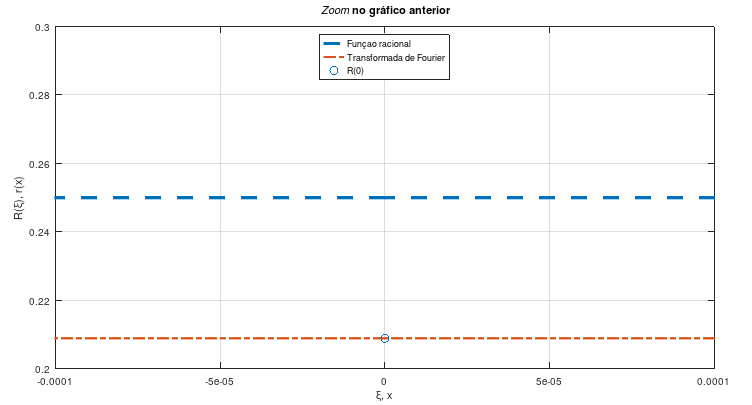 Zoom no gráfico anterior
0.3
Funçao racional
Transformada de Fourier
R(0)
0.28
0.26
R(ξ), r(x)
0.24
0.22
0.2
-0.0001 -5e-05 0 5e-05 0.0001
ξ, x